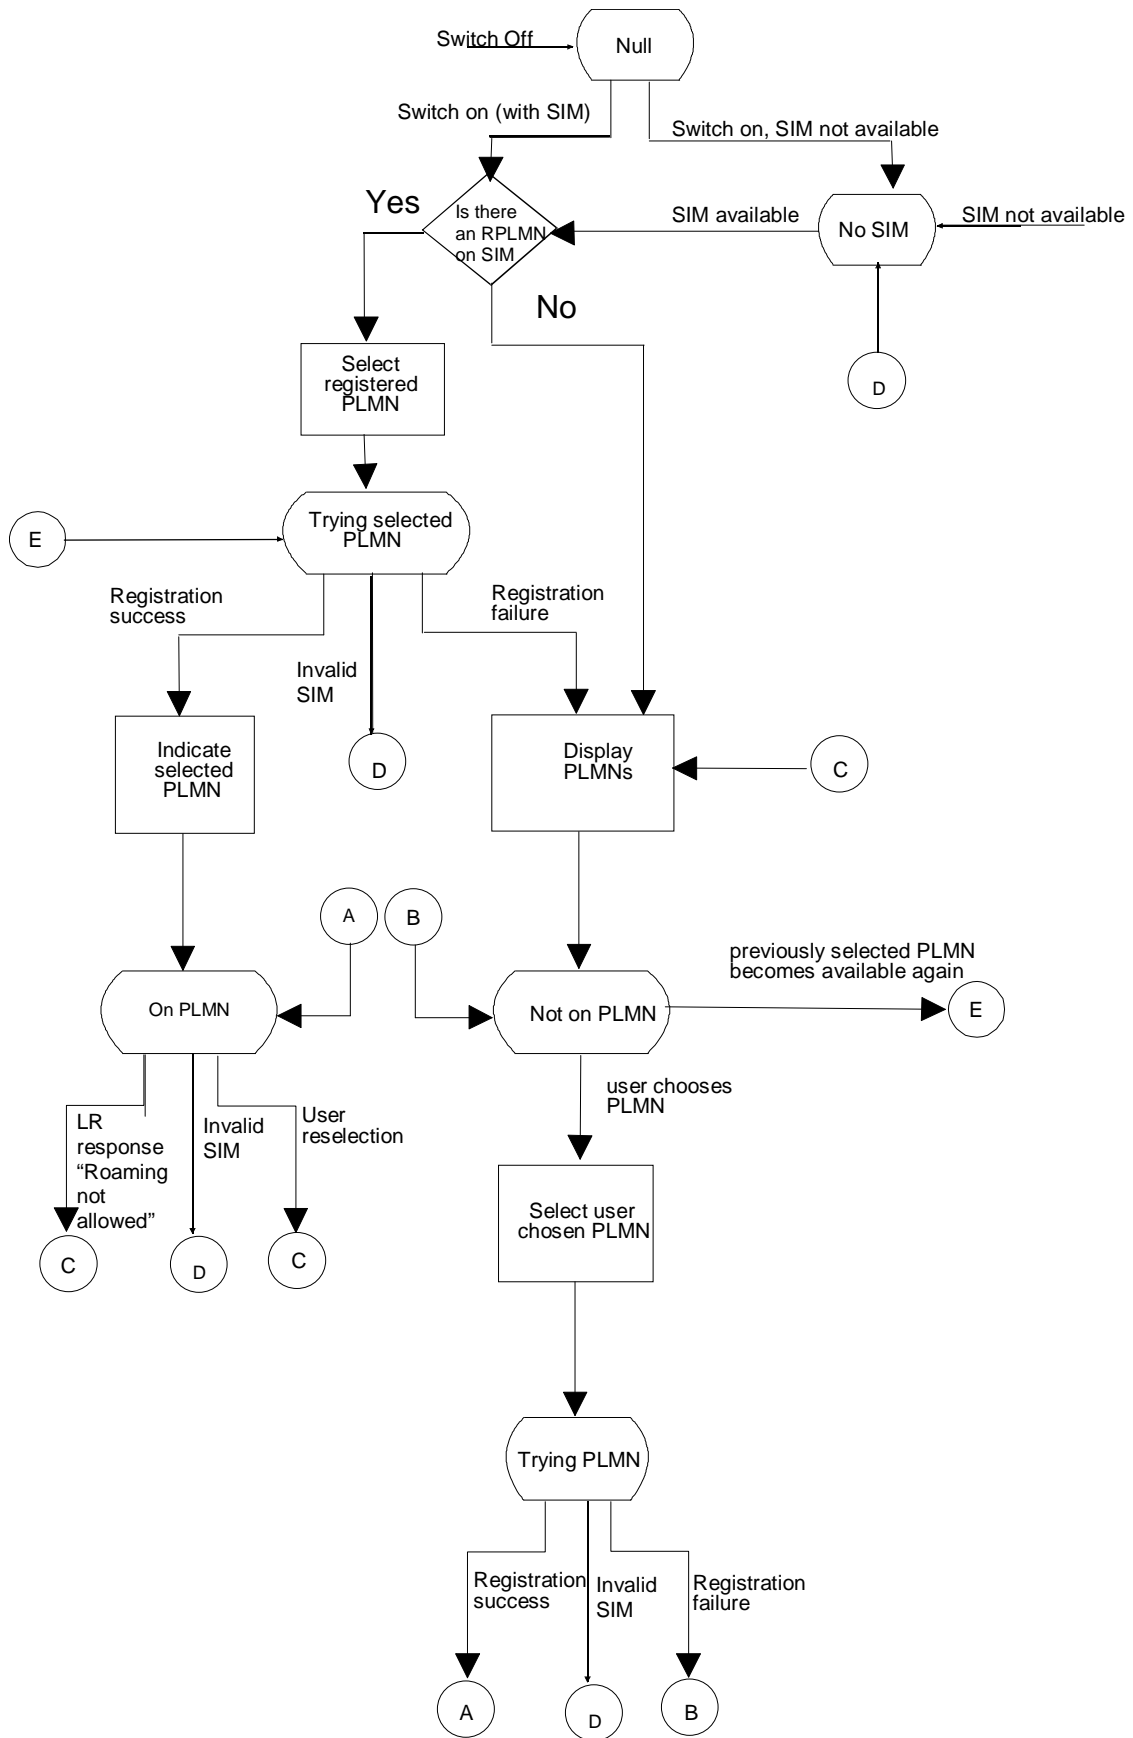 Switch Off
Null
Switch on (with SIM)
Switch on, SIM not available
Yes
Is there
an RPLMN
on SIM
SIM available
No SIM
SIM not available
No
D
Select
registered
PLMN
E
Trying selected
PLMN
Registration
success
Invalid
SIM
Registration
failure
D
Indicate
selected
PLMN
Display
PLMNs
C
A
B
On PLMN
Not on PLMN
previously selected PLMN
becomes available again
E
LR
response
“Roaming
not
allowed”
Invalid
SIM
User
reselection
user chooses
PLMN
C
D
C
Select user
chosen PLMN
Trying PLMN
Registration
success
Invalid
SIM
Registration
failure
A
D
B